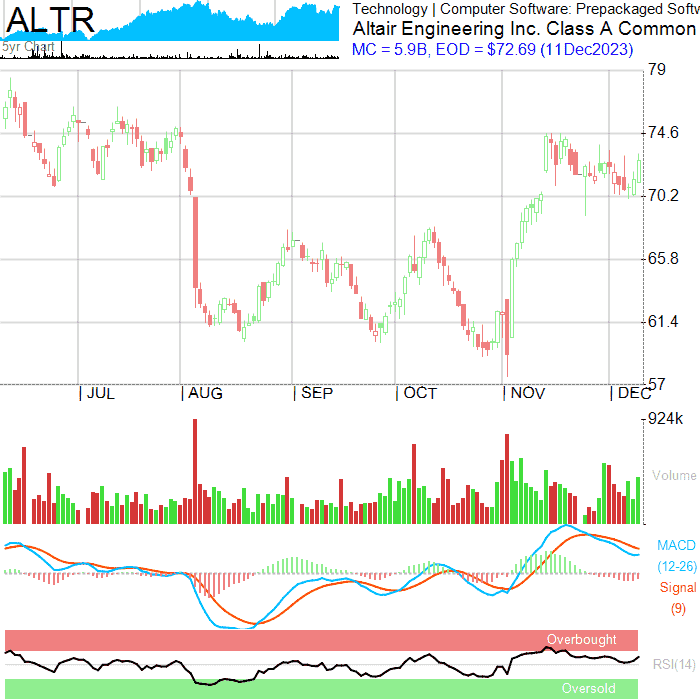 ALTR
5yr Chart
Technology | Computer Software: Prepackaged Softw
Altair Engineering Inc. Class A Common
MC = 5.9B, EOD = $72.69 (11Dec2023)
79
74.6
70.2
65.8
61.4
57
| JUL | AUG | SEP | OCT | NOV | DEC
924k
Volume
MACD
(12-26)
Signal
(9)
Overbought
RSI(14)
Oversold